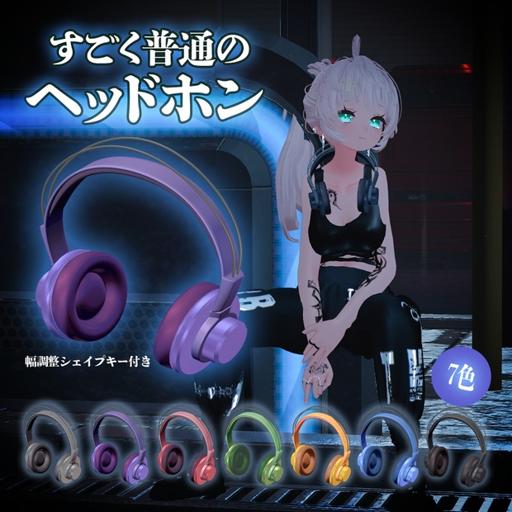 すごく普通の
ヘッドホン
幅調整シェイプキー付き
7色